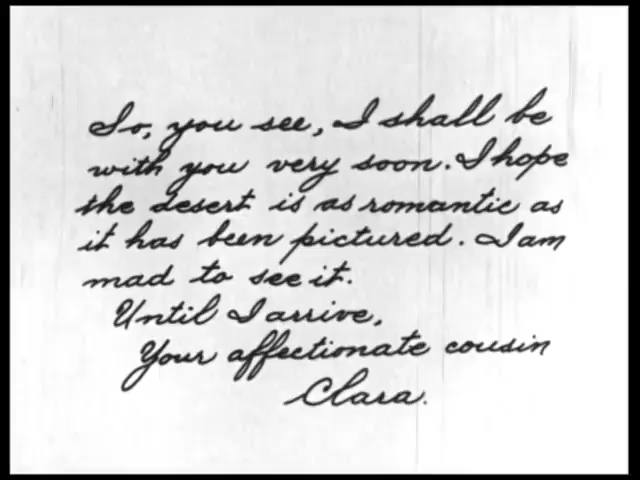 So, you see, I shall be
with you very soon. I hope
the desert is as romantic as
it has been pictured. I am
mad to see it.
Until I arrive,
Your affectionate cousin
Clara.